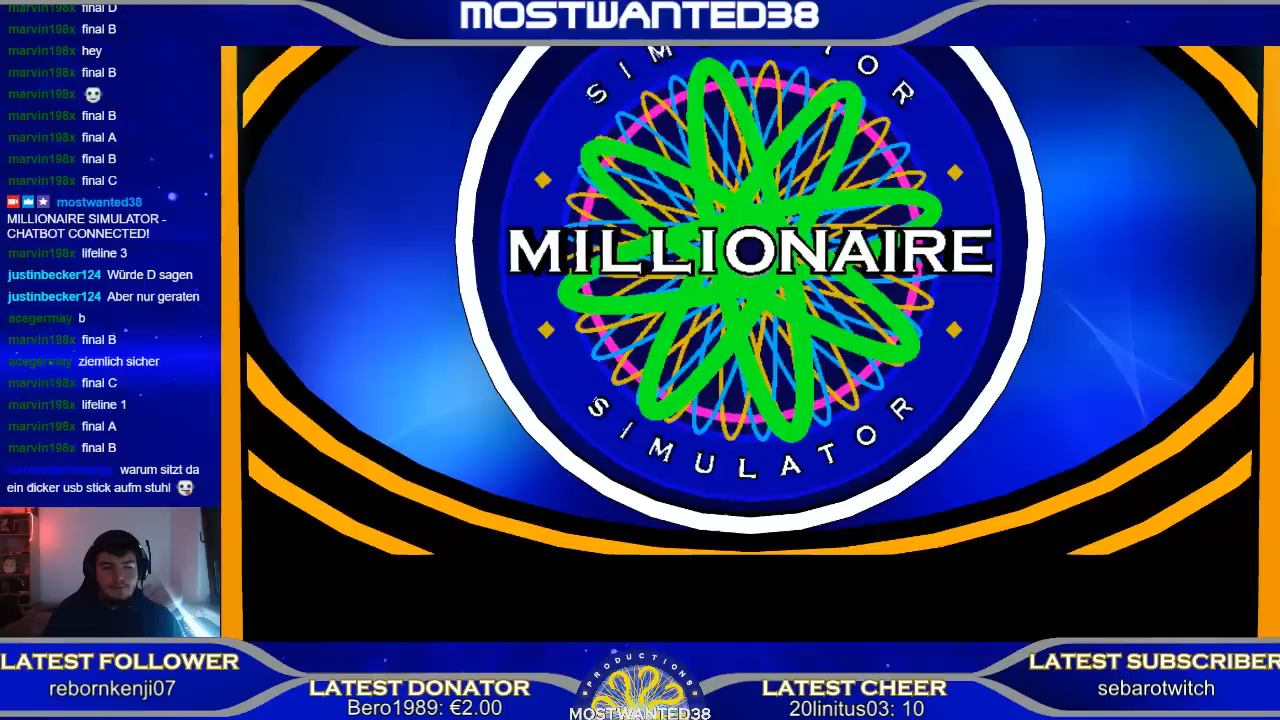 MOSTWANTED38
marvin198x final D
marvin198x final B
marvin198x hey
marvin198x final B
marvin198x
marvin198x final B
marvin198x final A
marvin198x final B
marvin198x final C
mostwanted38
MILLIONAIRE SIMULATOR -
CHATBOT CONNECTED!
marvin198x lifeline 3
justinbecker124 Würde D sagen
justinbecker124 Aber nur geraten
acegermay b
marvin198x final B
acegermay ziemlich sicher
marvin198x final C
marvin198x lifeline 1
marvin198x final A
marvin198x final B
warum sitzt da
ein dicker usb stick aufm stuhl
MILLIONAIRE
SIMULATOR
LATEST FOLLOWER
rebornkenji07
LATEST DONATOR
Bero1989: €2.00
PRODUCTIONS
MOSTWANTED38
LATEST CHEER
20linitus03: 10
LATEST SUBSCRIBER
sebarotwitch